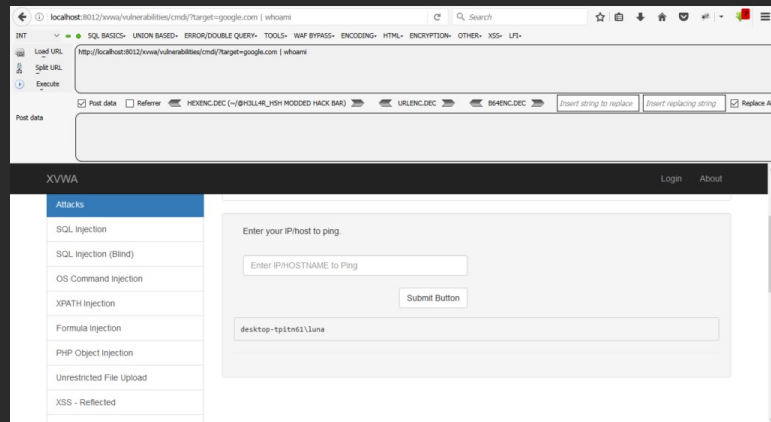 localhost:8012/xvwa/vulnerabilities/cmdi/?target=google.com | whoami
Search
INT
SQL BASICS▾ UNION BASED▾ ERROR/DOUBLE QUERY▾ TOOLS▾ WAF BYPASS▾ ENCODING▾ HTML▾ ENCRYPTION▾ OTHER▾ XSS▾ LFI▾
Load URL
http://localhost:8012/xvwa/vulnerabilities/cmdi/?target=google.com | whoami
Split URL
Execute
Post data Referrer HEXENC.DEC (~/@H3LL4R_H5H MODDED HACK BAR) URLENC.DEC B64ENC.DEC Insert string to replace Insert replacing string Replace Al
Post data
XVWA Login About
Attacks
SQL Injection
SQL Injection (Blind)
OS Command Injection
XPATH Injection
Formula Injection
PHP Object Injection
Unrestricted File Upload
XSS - Reflected
Enter your IP/host to ping.
Enter IP/HOSTNAME to Ping
Submit Button
desktop-tpitn61\luna